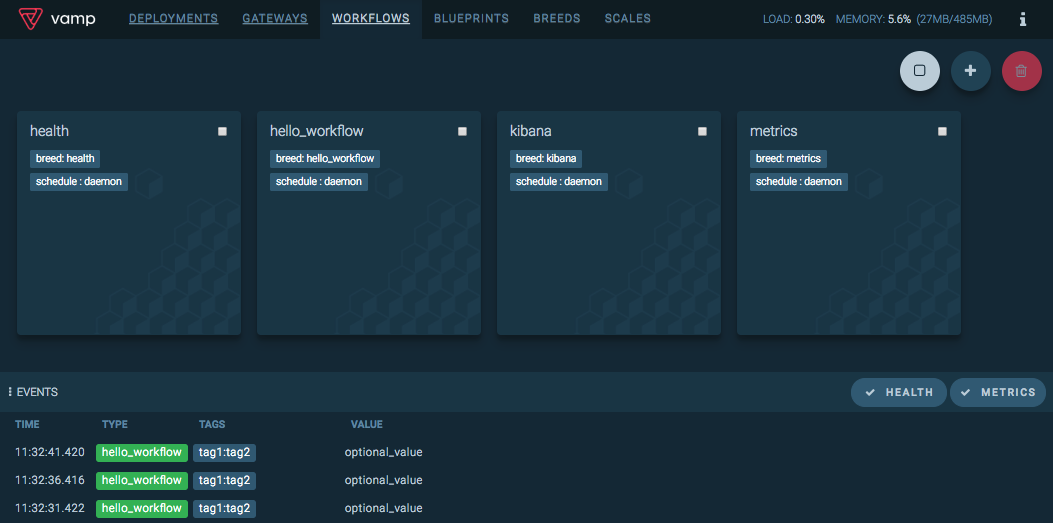 vamp DEPLOYMENTS GATEWAYS WORKFLOWS BLUEPRINTS BREEDS SCALES LOAD: 0.30% MEMORY: 5.6% (27MB/485MB)
health hello_workflow kibana metrics
breed: health breed: hello_workflow breed: kibana breed: metrics
schedule : daemon schedule : daemon schedule : daemon schedule : daemon
EVENTS HEALTH METRICS
TIME TYPE TAGS VALUE
11:32:41.420 hello_workflow tag1:tag2 optional_value
11:32:36.416 hello_workflow tag1:tag2 optional_value
11:32:31.422 hello_workflow tag1:tag2 optional_value